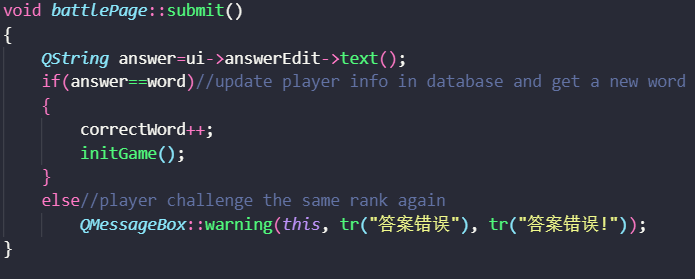 void battlePage::submit()
{
    QString answer=ui->answerEdit->text();
    if(answer==word)//update player info in database and get a new word
    {
        correctWord++;
        initGame();
    }
    else//player challenge the same rank again
        QMessageBox::warning(this, tr("答案错误"), tr("答案错误!"));
}